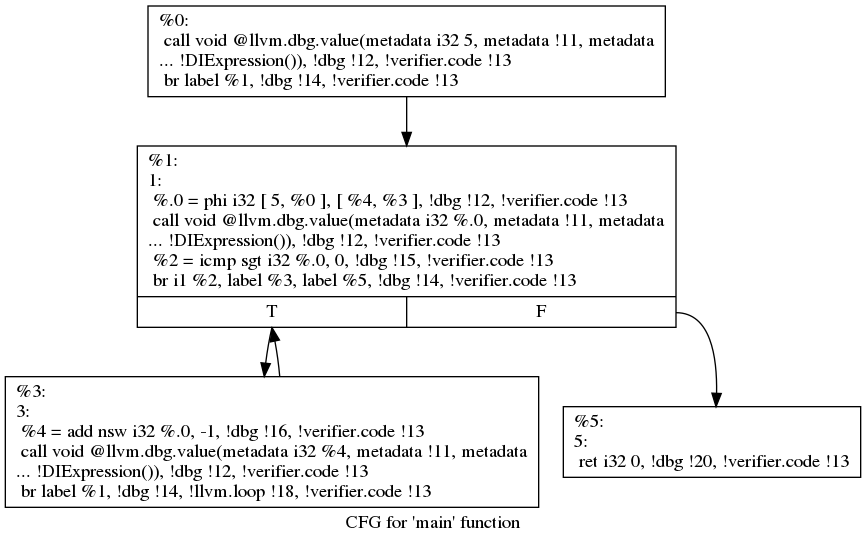 %0:
call void @llvm.dbg.value(metadata i32 5, metadata !11, metadata
... !DIExpression()), !dbg !12, !verifier.code !13
br label %1, !dbg !14, !verifier.code !13
%1:
1:
%.0 = phi i32 [ 5, %0 ], [ %4, %3 ], !dbg !12, !verifier.code !13
call void @llvm.dbg.value(metadata i32 %.0, metadata !11, metadata
... !DIExpression()), !dbg !12, !verifier.code !13
%2 = icmp sgt i32 %.0, 0, !dbg !15, !verifier.code !13
br i1 %2, label %3, label %5, !dbg !14, !verifier.code !13
T
F
%3:
3:
%4 = add nsw i32 %.0, -1, !dbg !16, !verifier.code !13
call void @llvm.dbg.value(metadata i32 %4, metadata !11, metadata
... !DIExpression()), !dbg !12, !verifier.code !13
br label %1, !dbg !14, !llvm.loop !18, !verifier.code !13
%5:
5:
ret i32 0, !dbg !20, !verifier.code !13
CFG for 'main' function